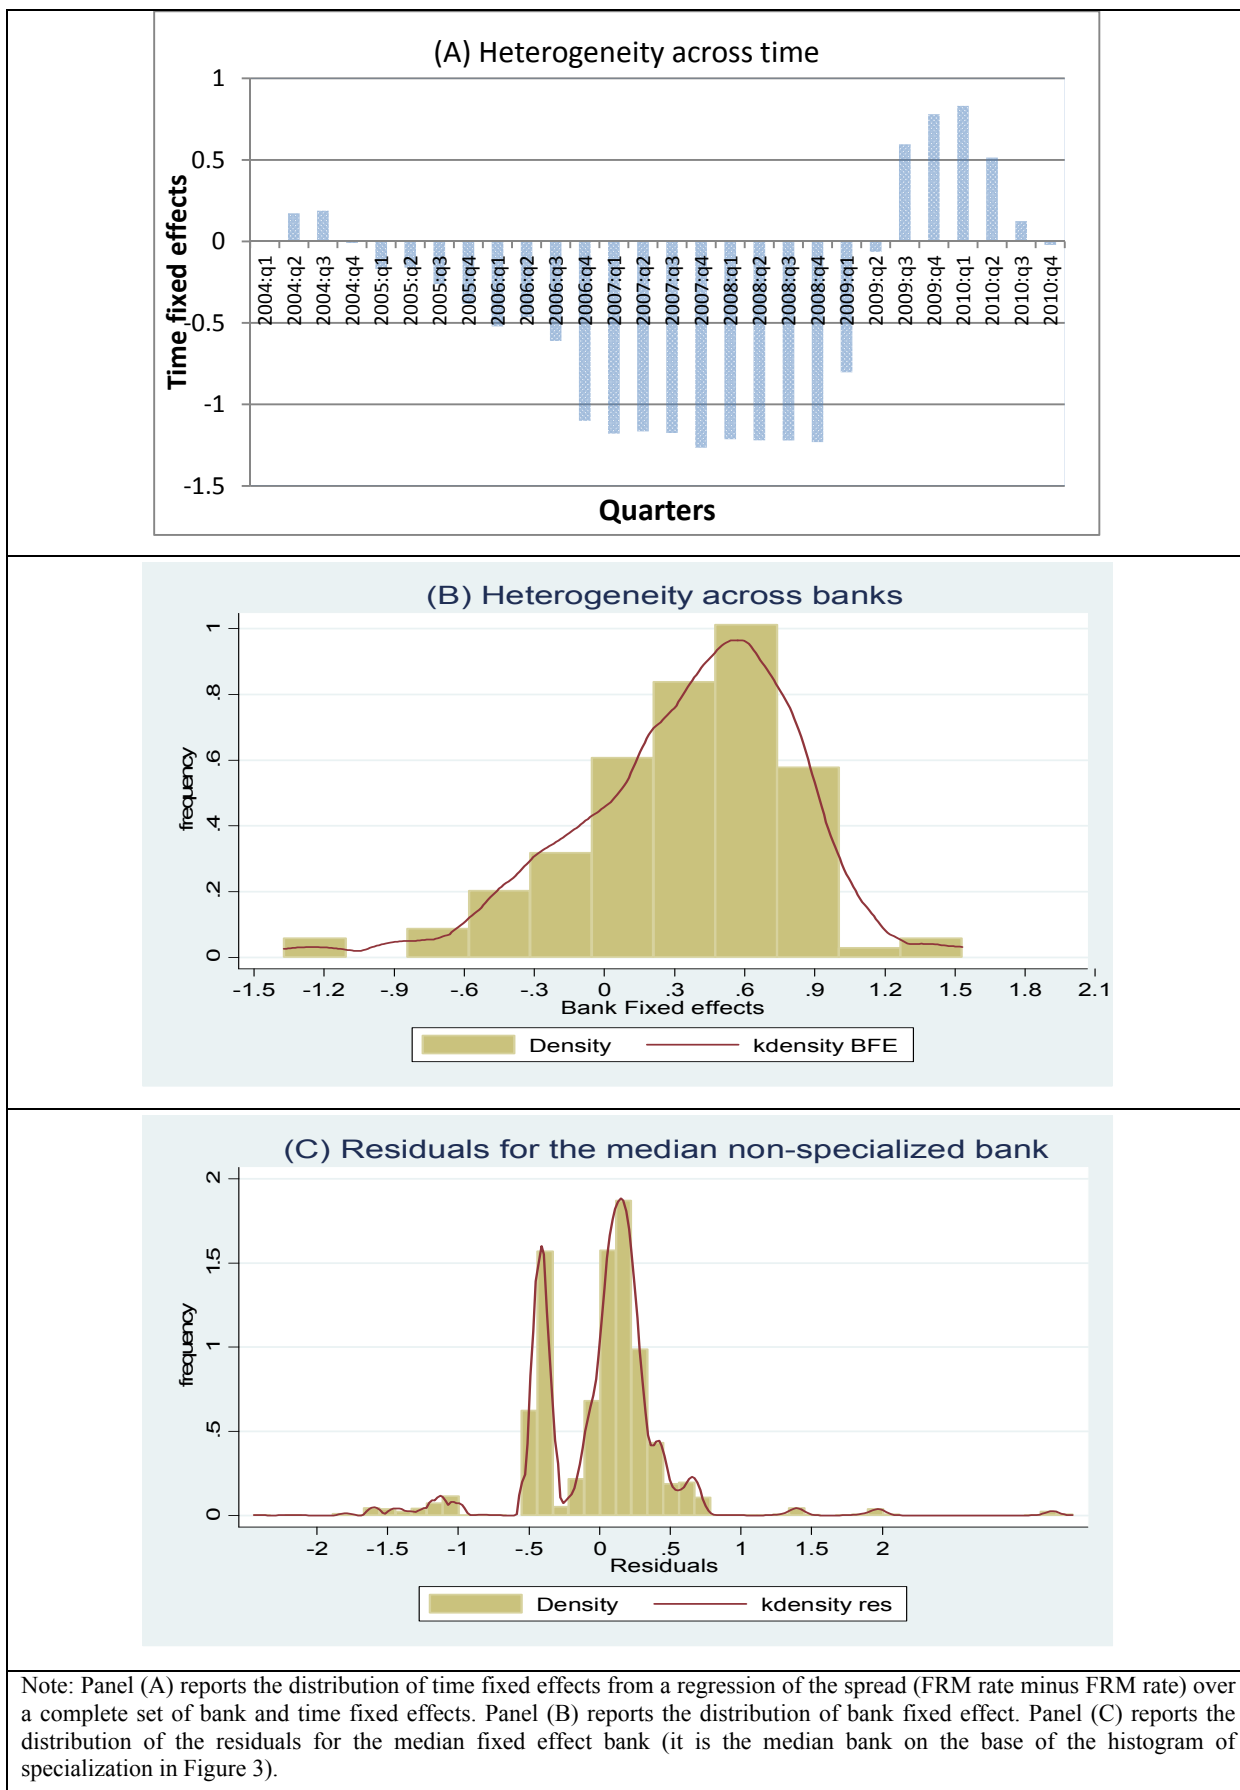 (A) Heterogeneity across time
1
0.5
0
-0.5
-1
-1.5
Time fixed effects
2004:q1
2004:q2
2004:q3
2004:q4
2005:q1
2005:q2
2005:q3
2005:q4
2006:q1
2006:q2
2006:q3
2006:q4
2007:q1
2007:q2
2007:q3
2007:q4
2008:q1
2008:q2
2008:q3
2008:q4
2009:q1
2009:q2
2009:q3
2009:q4
2010:q1
2010:q2
2010:q3
2010:q4
Quarters
(B) Heterogeneity across banks
frequency
1
.8
.6
.4
.2
0
-1.5 -1.2 -.9 -.6 -.3 0 .3 .6 .9 1.2 1.5 1.8 2.1
Bank Fixed effects
Density kdensity BFE
(C) Residuals for the median non-specialized bank
frequency
2
1.5
1
.5
0
-2 -1.5 -1 -.5 0 .5 1 1.5 2
Residuals
Density kdensity res
Note: Panel (A) reports the distribution of time fixed effects from a regression of the spread (FRM rate minus FRM rate) over
a complete set of bank and time fixed effects. Panel (B) reports the distribution of bank fixed effect. Panel (C) reports the
distribution of the residuals for the median fixed effect bank (it is the median bank on the base of the histogram of
specialization in Figure 3).